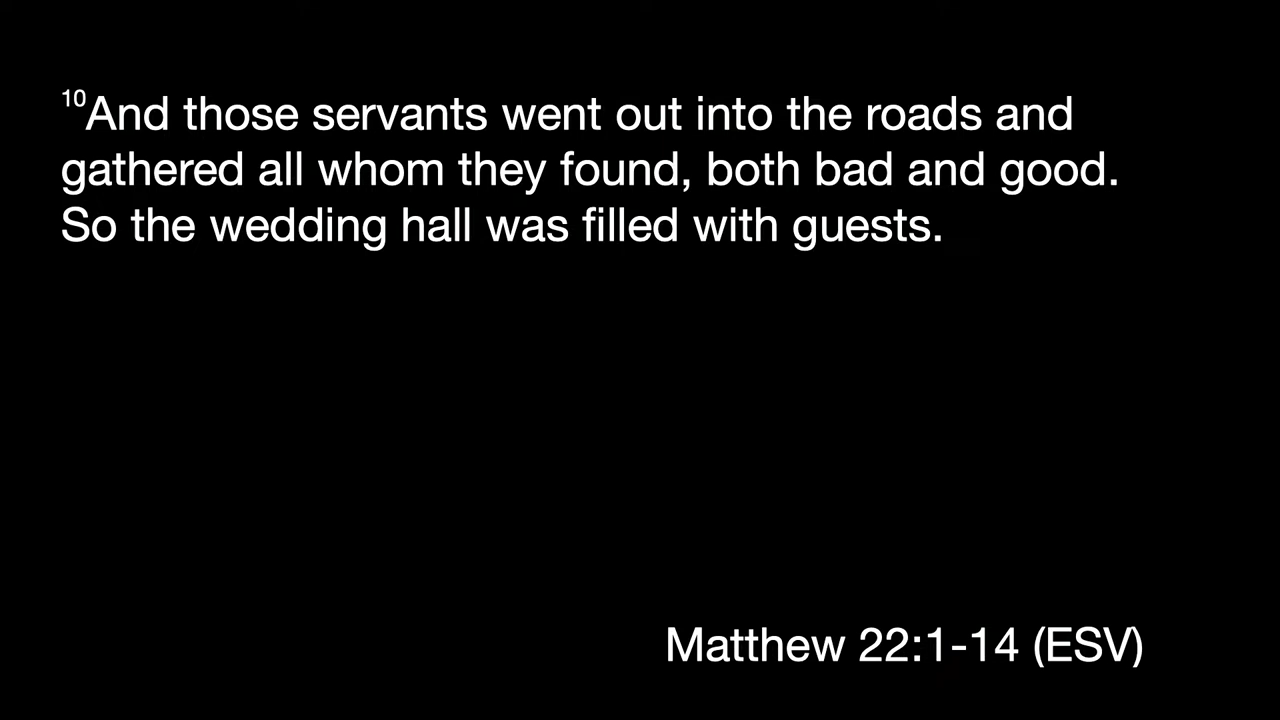 10And those servants went out into the roads and
gathered all whom they found, both bad and good.
So the wedding hall was filled with guests.
Matthew 22:1-14 (ESV)